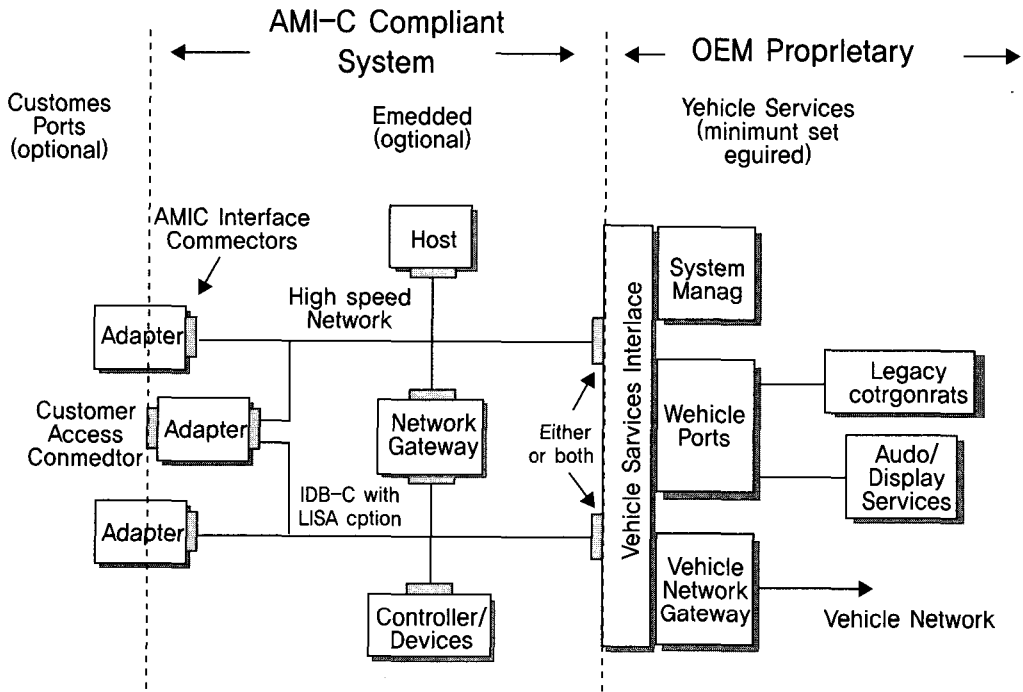 AMI-C Compliant
System
OEM Proprletary
Customes
Ports
(optional)
Emedded
(ogtional)
Yehicle Services
(minimunt set
eguired)
AMIC Interface
Commectors
Host
High speed
Network
System
Manag
Adapter
Vehicle Sarvices Interlace
Legacy
cotrgonrats
Customer
Access
Conmedtor
Adapter
Network
Gateway
Either
or both
Wehicle
Ports
Audo/
Display
Services
IDB-C with
LISA cption
Adapter
Vehicle
Network
Gateway
Controller/
Devices
Vehicle Network